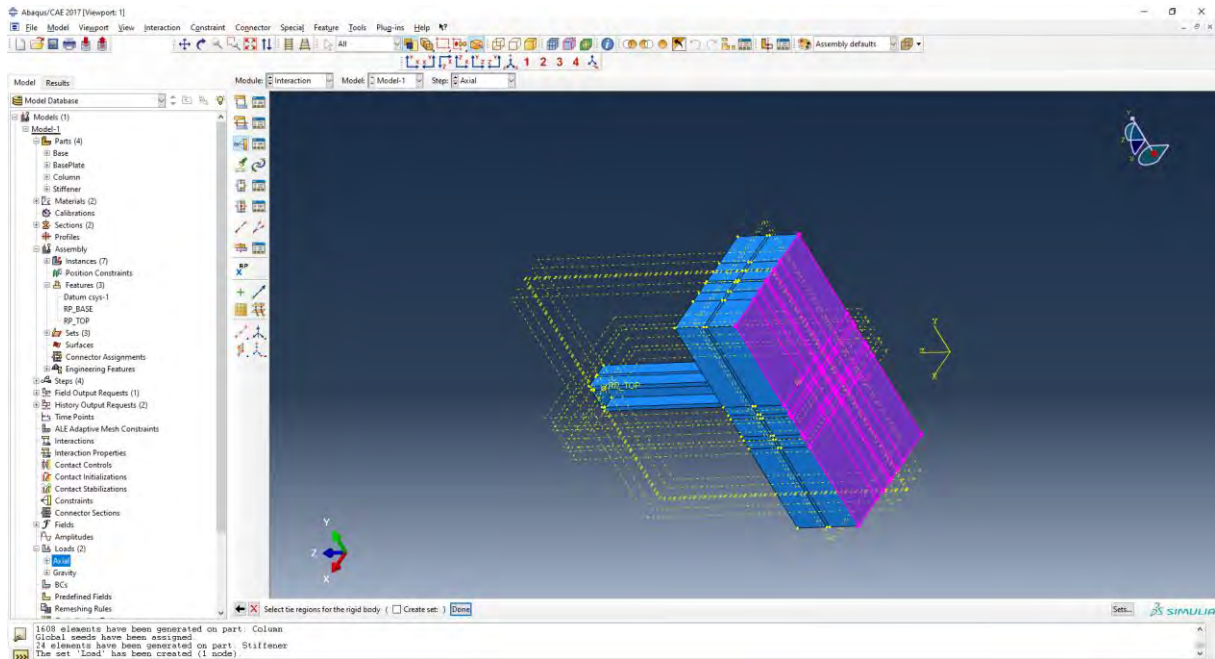 Abaqus/CAE 2017 [Viewport: 1]
File Model Viewport View Interaction Constraint Connector Special Feature Tools Plug-ins Help
All Assembly defaults
1 2 3 4
Model Results
Module: Interaction Model: Model-1 Step: Axial
Model Database
Models (1)
Model-1
Parts (4)
Base
BasePlate
Column
Stiffener
Materials (2)
Calibrations
Sections (2)
Profiles
Assembly
Instances (7)
Position Constraints
Features (3)
Datum csys-1
RP_BASE
RP_TOP
Sets (3)
Surfaces
Connector Assignments
Engineering Features
Steps (4)
Field Output Requests (1)
History Output Requests (2)
Time Points
ALE Adaptive Mesh Constraints
Interactions
Interaction Properties
Contact Controls
Contact Initializations
Contact Stabilizations
Constraints
Connector Sections
Fields
Amplitudes
Loads (2)
Axial
Gravity
BCs
Predefined Fields
Remeshing Rules
RP
RP_TOP
Y
Z
X
Select tie regions for the rigid body ( Create set: ) Done
Sets...
SIMULIA
1608 elements have been generated on part: Column
Global seeds have been assigned.
24 elements have been generated on part: Stiffener
The set 'Load' has been created (1 node)